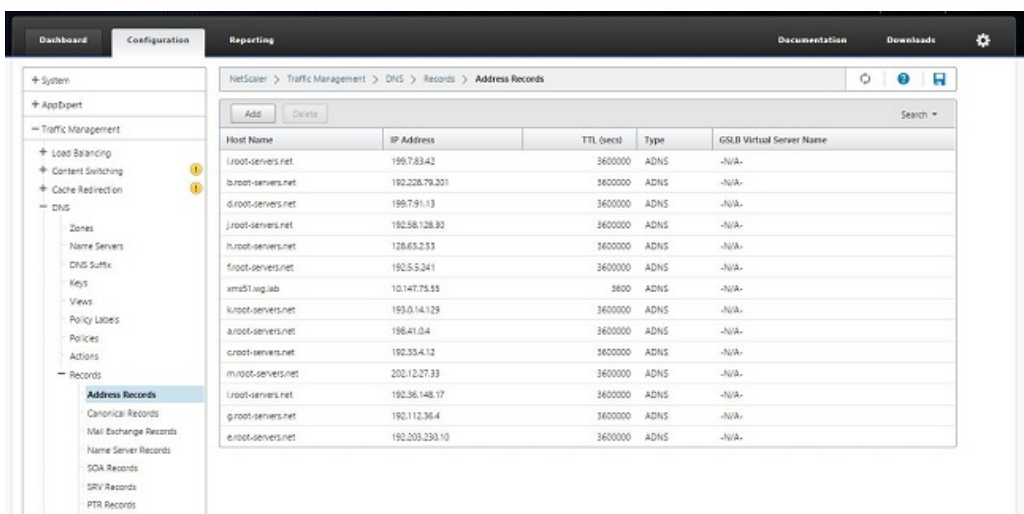 Dashboard Configuration Reporting Documentation Downloads
+ System
+ AppExpert
− Traffic Management
+ Load Balancing
+ Content Switching
+ Cache Redirection
− DNS
Zones
Name Servers
DNS Suffix
Keys
Views
Policy Labels
Policies
Actions
− Records
Address Records
Canonical Records
Mail Exchange Records
Name Server Records
SOA Records
SRV Records
PTR Records
NetScaler > Traffic Management > DNS > Records > Address Records
Add Delete Search
Host Name IP Address TTL (secs) Type GSLB Virtual Server Name
l.root-servers.net 199.7.83.42 3600000 ADNS -N/A-
b.root-servers.net 192.228.79.201 3600000 ADNS -N/A-
d.root-servers.net 199.7.91.13 3600000 ADNS -N/A-
j.root-servers.net 192.58.128.30 3600000 ADNS -N/A-
h.root-servers.net 128.63.2.53 3600000 ADNS -N/A-
f.root-servers.net 192.5.5.241 3600000 ADNS -N/A-
xms51.wg.lab 10.147.75.55 3600 ADNS -N/A-
k.root-servers.net 193.0.14.129 3600000 ADNS -N/A-
a.root-servers.net 198.41.0.4 3600000 ADNS -N/A-
c.root-servers.net 192.33.4.12 3600000 ADNS -N/A-
m.root-servers.net 202.12.27.33 3600000 ADNS -N/A-
i.root-servers.net 192.36.148.17 3600000 ADNS -N/A-
g.root-servers.net 192.112.36.4 3600000 ADNS -N/A-
e.root-servers.net 192.203.230.10 3600000 ADNS -N/A-